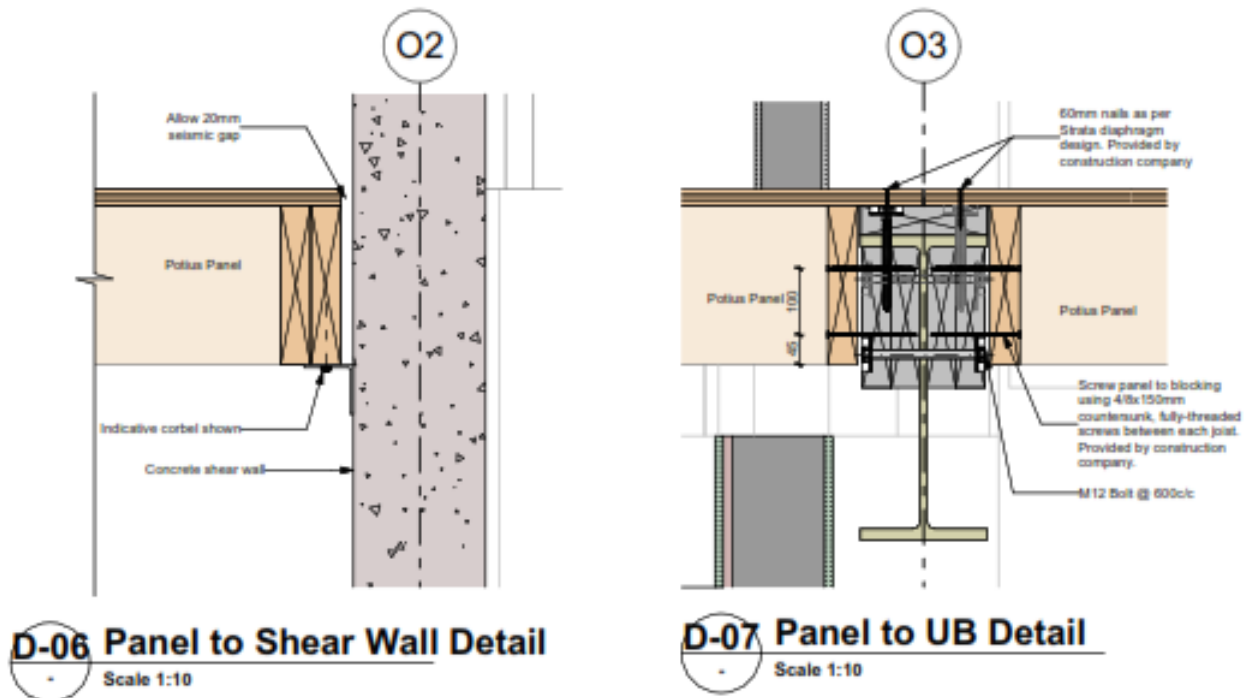 O2
Allow 20mm
seismic gap
Potius Panel
Indicative corbel shown
Concrete shear wall
D-06 Panel to Shear Wall Detail
-
Scale 1:10
O3
60mm nails as per
Strata diaphragm
design. Provided by
construction company
Potius Panel
100
45
Potius Panel
Screw panel to blocking
using 4/8x150mm
countersunk, fully-threaded
screws between each joist.
Provided by construction
company.
M12 Bolt @ 600c/c
D-07 Panel to UB Detail
-
Scale 1:10